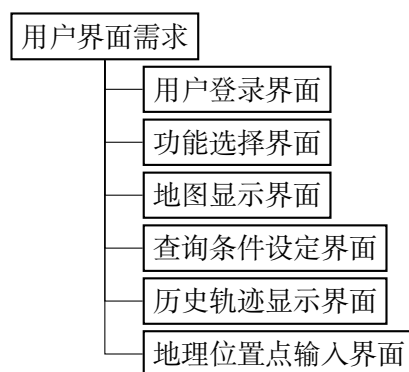 用户界面需求
用户登录界面
功能选择界面
地图显示界面
查询条件设定界面
历史轨迹显示界面
地理位置点输入界面